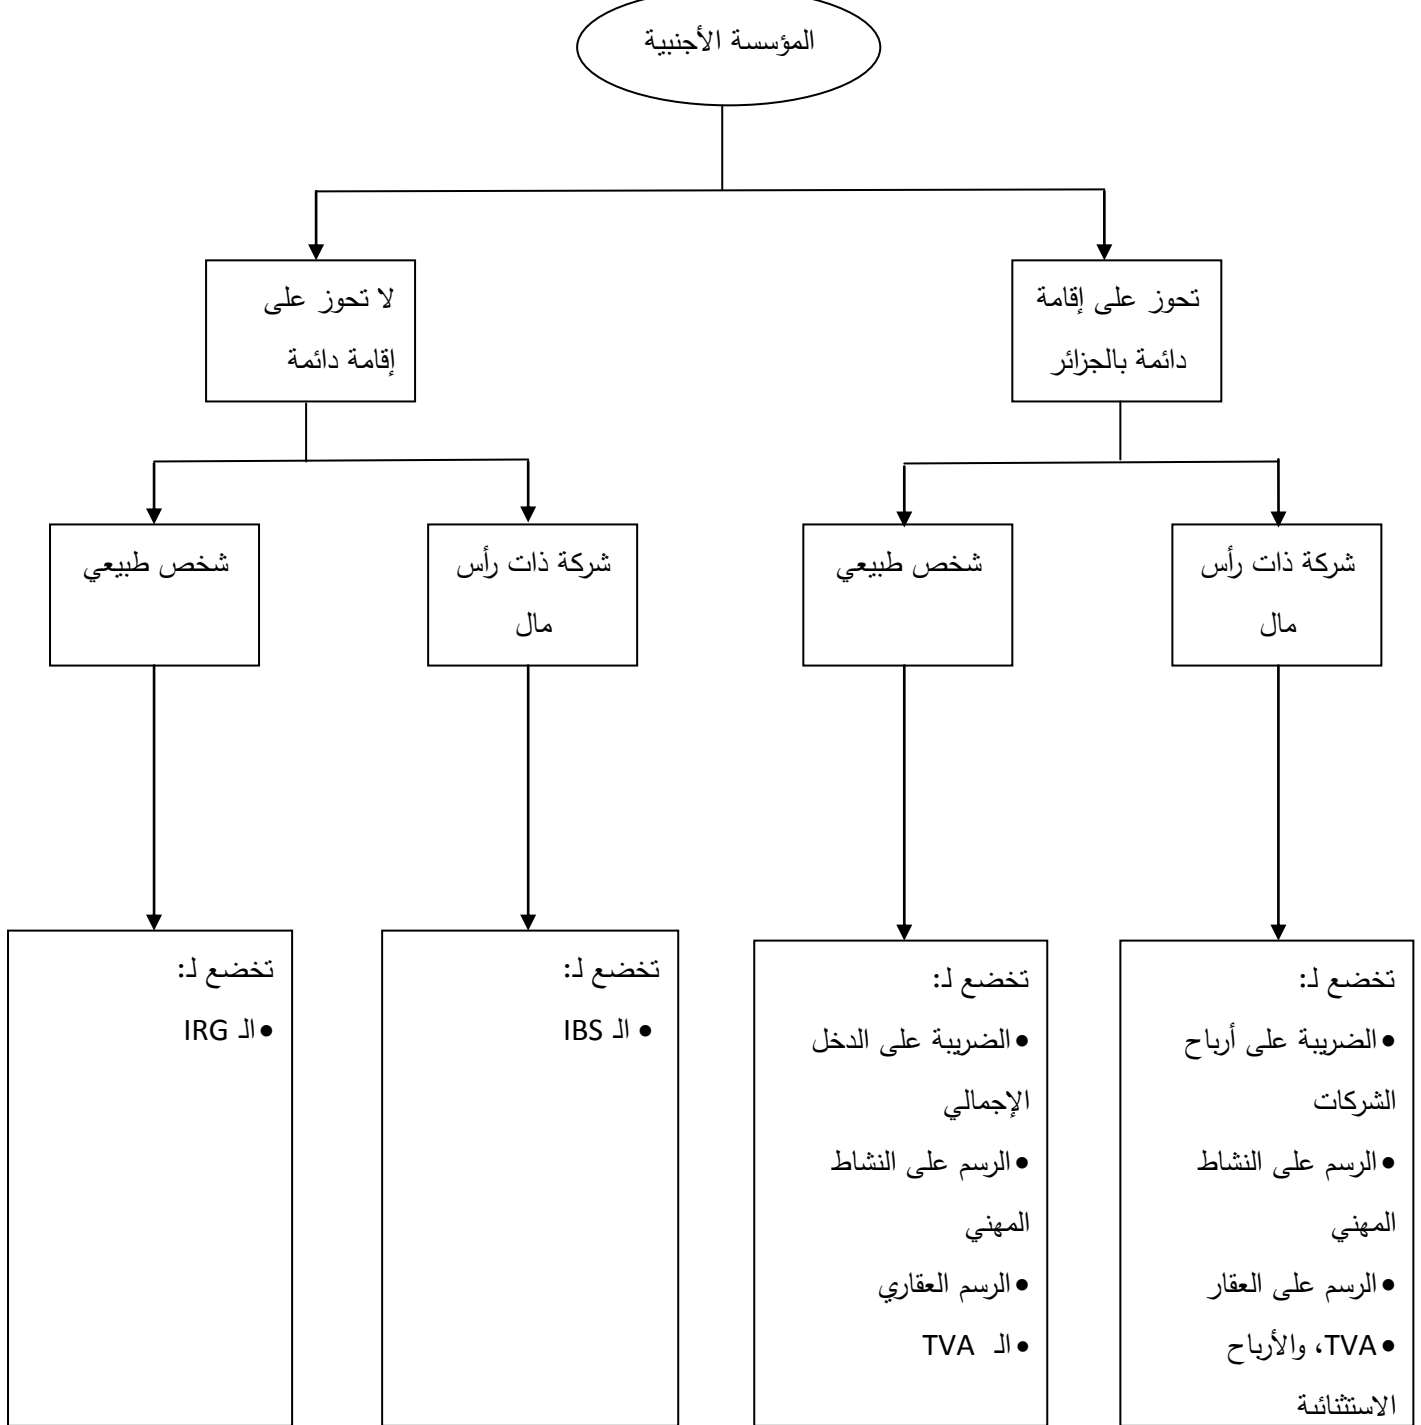 المؤسسة الأجنبية
تحوز على إقامة
دائمة بالجزائر
لا تحوز على
إقامة دائمة
شركة ذات رأس
مال
شخص طبيعي
شركة ذات رأس
مال
شخص طبيعي
تخضع لـ:
• الضريبة على أرباح
الشركات
• الرسم على النشاط
المهني
• الرسم على العقار
• TVA، والأرباح
الاستثنائية
تخضع لـ:
• الضريبة على الدخل
الإجمالي
• الرسم على النشاط
المهني
• الرسم العقاري
• الـ TVA
تخضع لـ:
• الـ IBS
تخضع لـ:
• الـ IRG